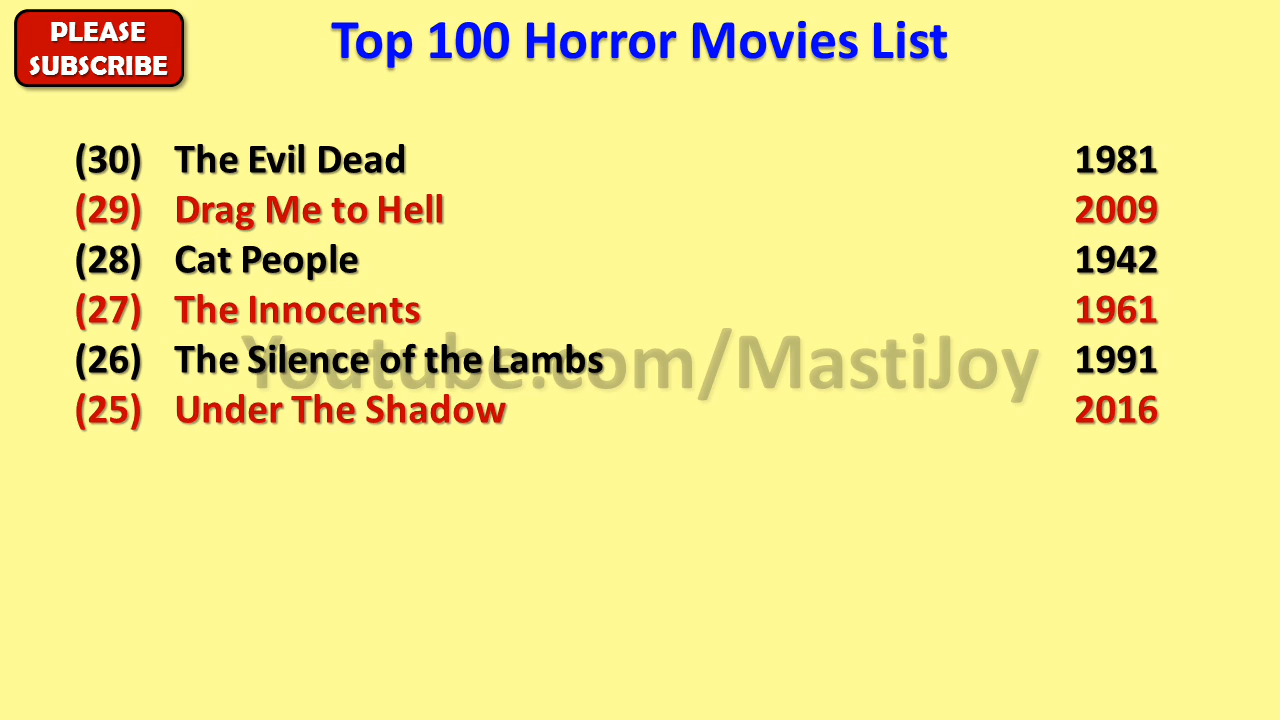 PLEASE
SUBSCRIBE
Top 100 Horror Movies List
(30) The Evil Dead 1981
(29) Drag Me to Hell 2009
(28) Cat People 1942
(27) The Innocents 1961
(26) The Silence of the Lambs 1991
Youtube.com/MastiJoy
(25) Under The Shadow 2016